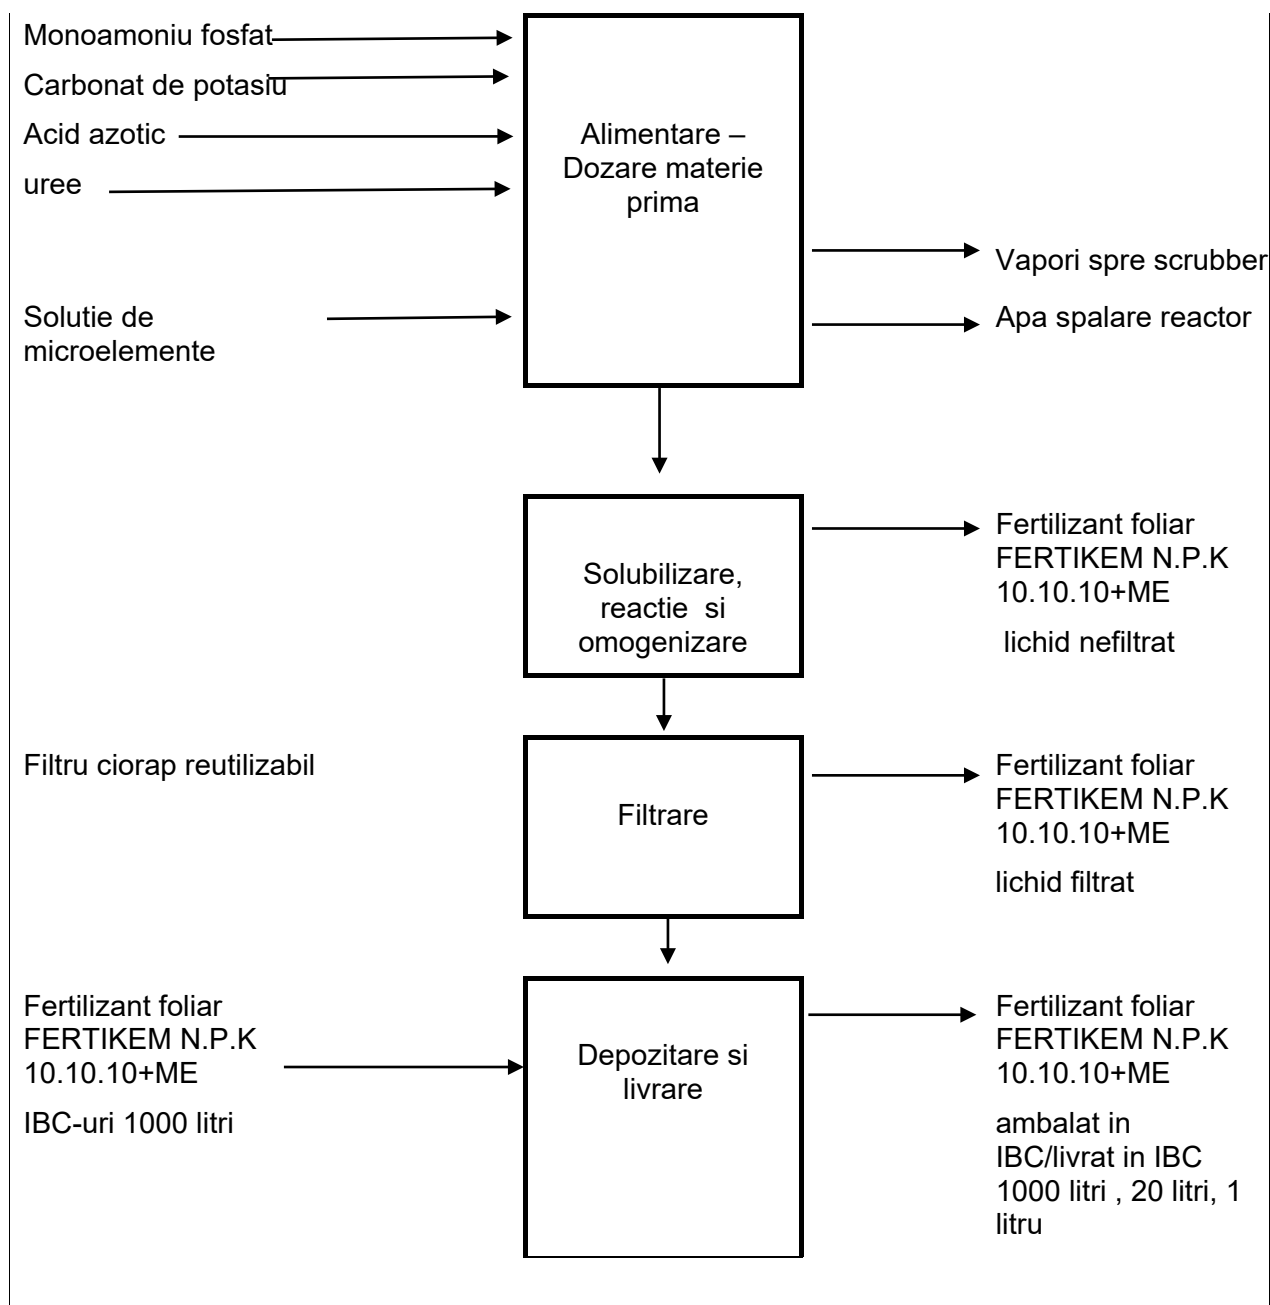 Monoamoniu fosfat
Carbonat de potasiu
Acid azotic
uree
Solutie de
microelemente
Alimentare –
Dozare materie
prima
Vapori spre scrubber
Apa spalare reactor
Solubilizare,
reactie si
omogenizare
Fertilizant foliar
FERTIKEM N.P.K
10.10.10+ME
lichid nefiltrat
Filtru ciorap reutilizabil
Filtrare
Fertilizant foliar
FERTIKEM N.P.K
10.10.10+ME
lichid filtrat
Fertilizant foliar
FERTIKEM N.P.K
10.10.10+ME
IBC-uri 1000 litri
Depozitare si
livrare
Fertilizant foliar
FERTIKEM N.P.K
10.10.10+ME
ambalat in
IBC/livrat in IBC
1000 litri , 20 litri, 1
litru